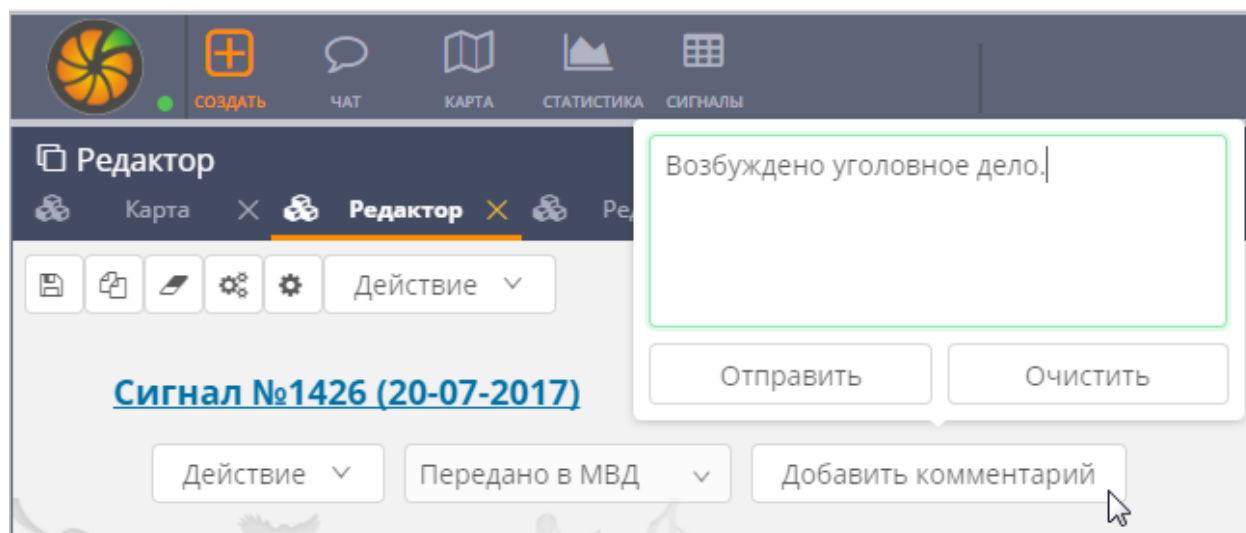 СОЗДАТЬ ЧАТ КАРТА СТАТИСТИКА СИГНАЛЫ
Редактор
Карта Редактор
Возбуждено уголовное дело.
Действие
Отправить Очистить
Сигнал №1426 (20-07-2017)
Действие Передано в МВД Добавить комментарий